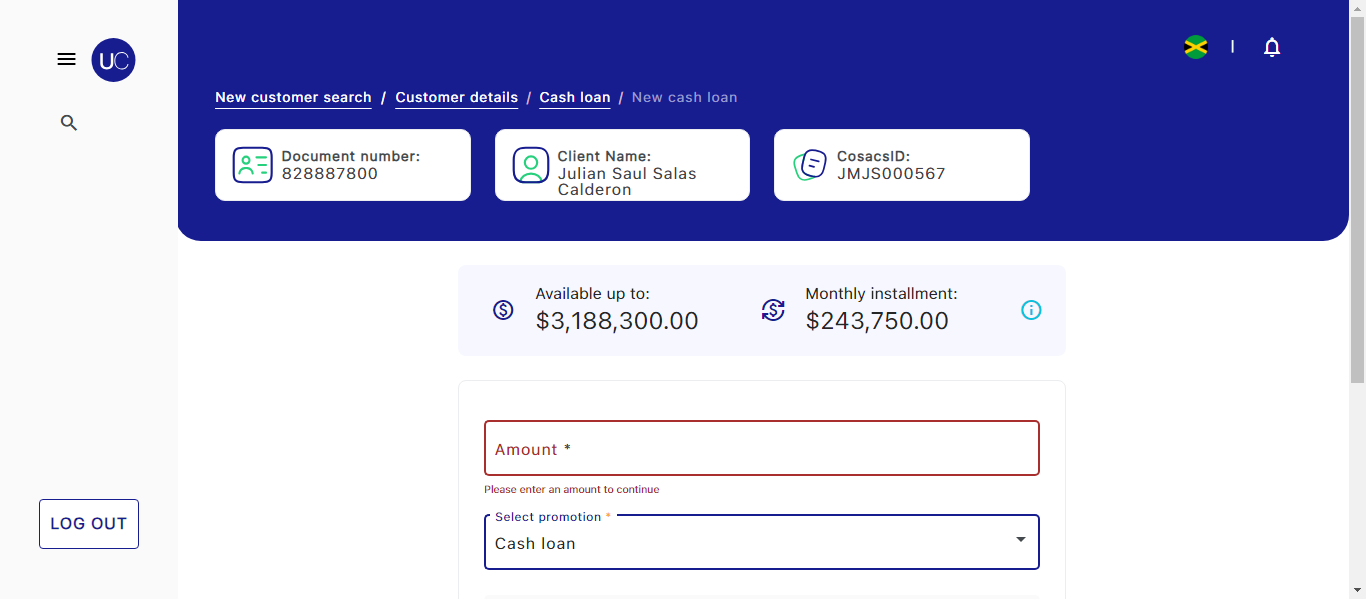 UC
New customer search / Customer details / Cash loan / New cash loan
Document number:
828887800
Client Name:
Julian Saul Salas
Calderon
CosacsID:
JMJS000567
Available up to:
$3,188,300.00
Monthly installment:
$243,750.00
Amount *
Please enter an amount to continue
Select promotion *
Cash loan
LOG OUT